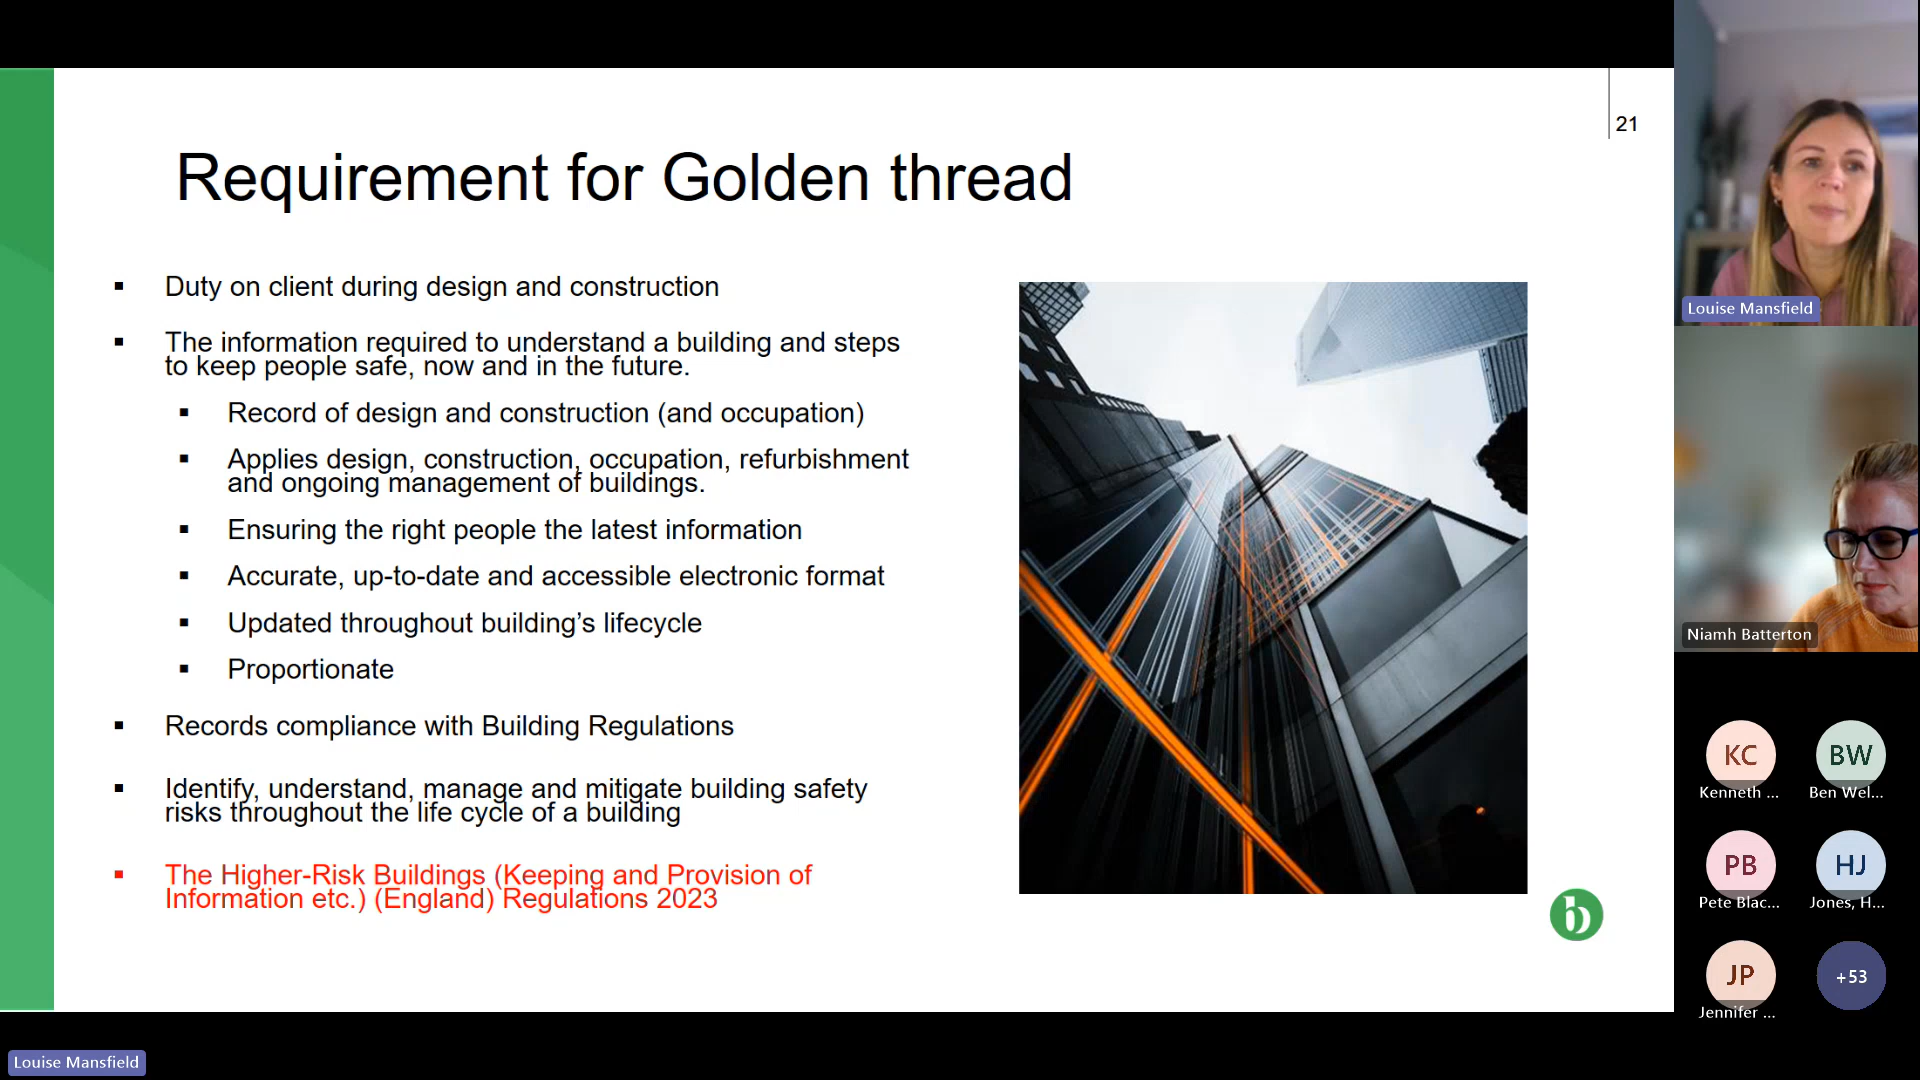 21
Requirement for Golden thread
▪ Duty on client during design and construction
▪ The information required to understand a building and steps
to keep people safe, now and in the future.
▪ Record of design and construction (and occupation)
▪ Applies design, construction, occupation, refurbishment
and ongoing management of buildings.
▪ Ensuring the right people the latest information
▪ Accurate, up-to-date and accessible electronic format
▪ Updated throughout building’s lifecycle
▪ Proportionate
▪ Records compliance with Building Regulations
▪ Identify, understand, manage and mitigate building safety
risks throughout the life cycle of a building
▪ The Higher-Risk Buildings (Keeping and Provision of
Information etc.) (England) Regulations 2023
b
Louise Mansfield
Niamh Batterton
KC
Kenneth ...
BW
Ben Wel...
PB
Pete Blac...
HJ
Jones, H...
JP
Jennifer ...
+53
Louise Mansfield